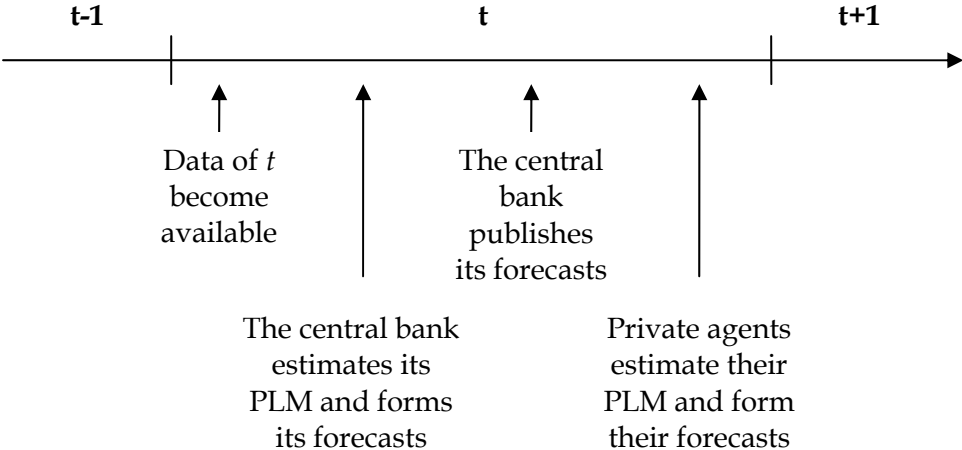 t-1
t
t+1
Data of t
become
available
The central
bank
publishes
its forecasts
The central bank
estimates its
PLM and forms
its forecasts
Private agents
estimate their
PLM and form
their forecasts